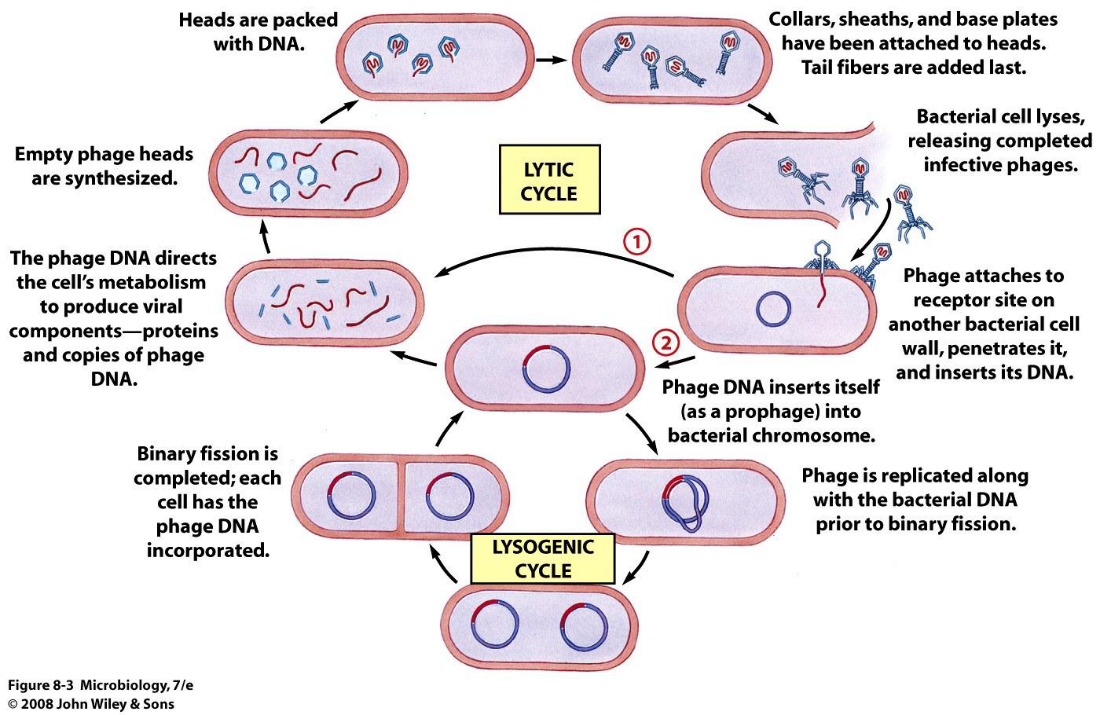 Heads are packed
with DNA.
Collars, sheaths, and base plates
have been attached to heads.
Tail fibers are added last.
Bacterial cell lyses,
releasing completed
infective phages.
Empty phage heads
are synthesized.
LYTIC
CYCLE
1
The phage DNA directs
the cell's metabolism
to produce viral
components—proteins
and copies of phage
DNA.
Phage attaches to
receptor site on
another bacterial cell
wall, penetrates it,
and inserts its DNA.
2
Phage DNA inserts itself
(as a prophage) into
bacterial chromosome.
Binary fission is
completed; each
cell has the
phage DNA
incorporated.
Phage is replicated along
with the bacterial DNA
prior to binary fission.
LYSOGENIC
CYCLE
Figure 8-3 Microbiology, 7/e
© 2008 John Wiley & Sons